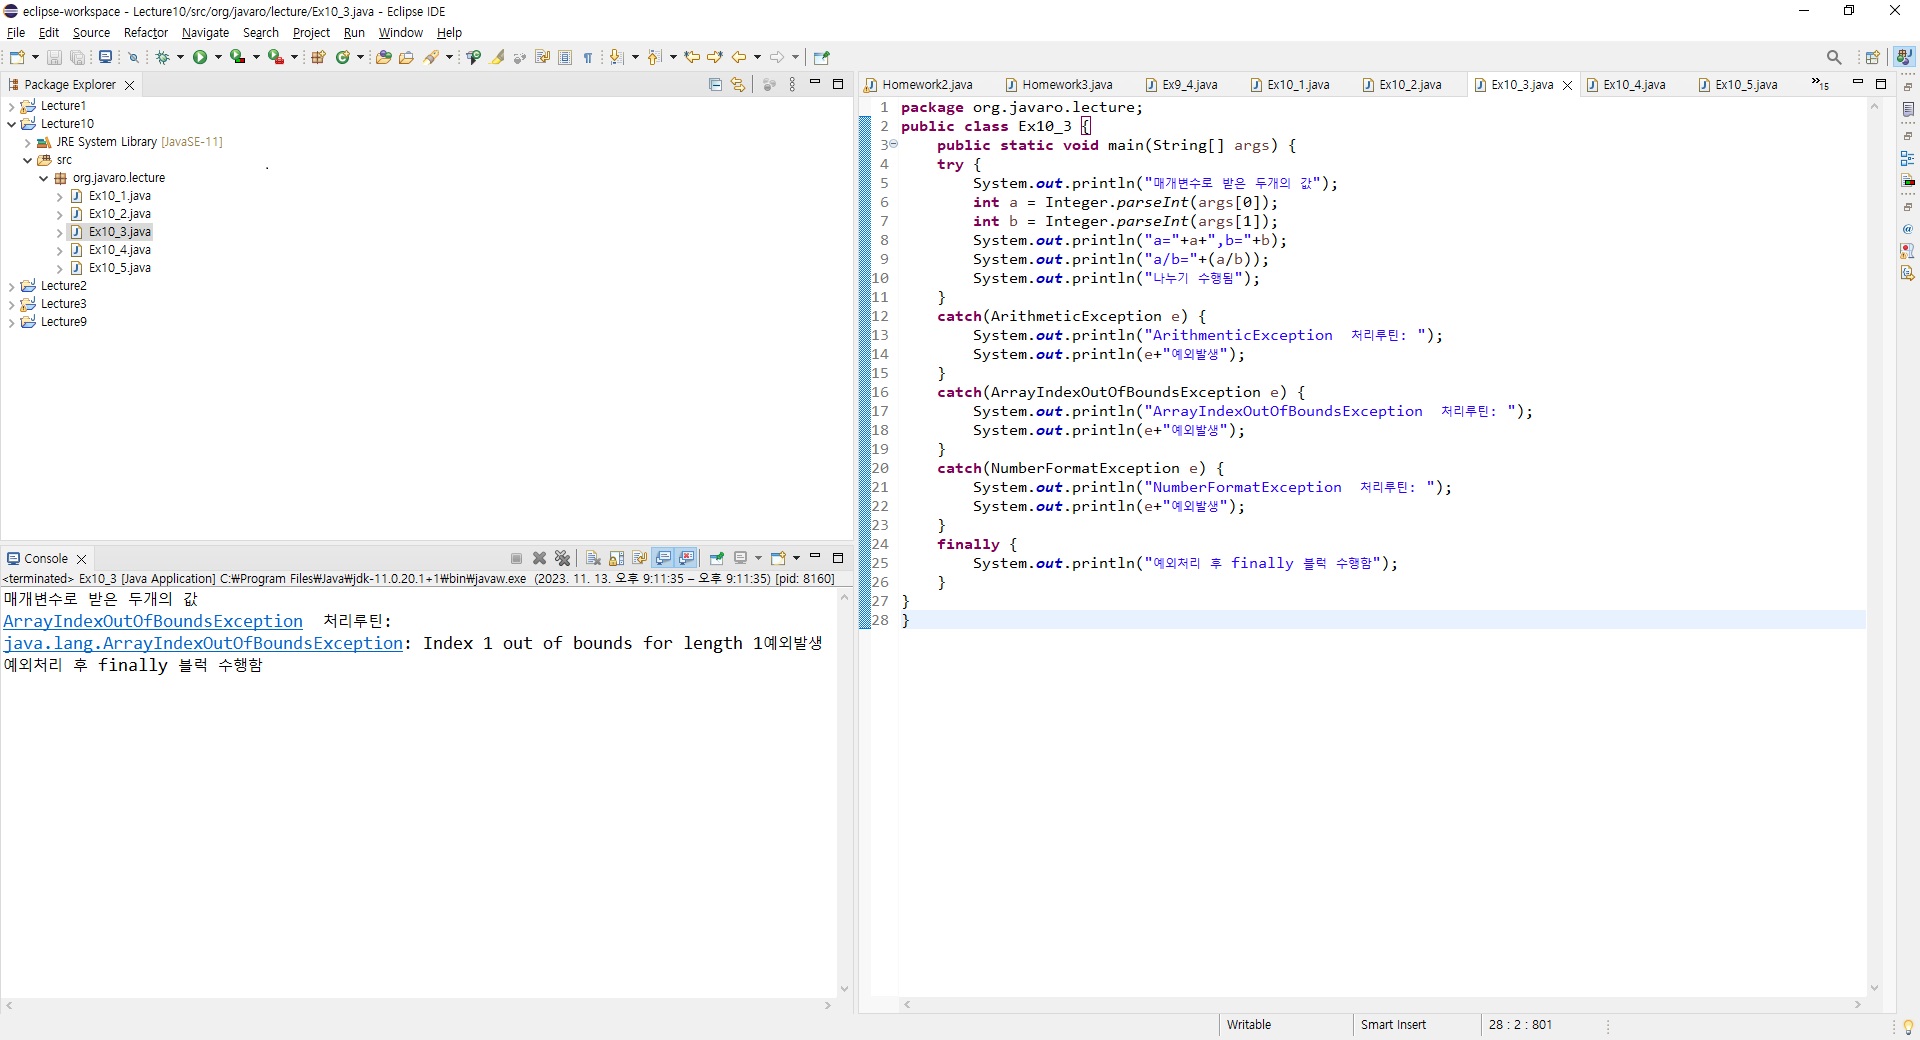 eclipse-workspace - Lecture10/src/org/javaro/lecture/Ex10_3.java - Eclipse IDE
File Edit Source Refactor Navigate Search Project Run Window Help
Package Explorer
Lecture1
Lecture10
JRE System Library [JavaSE-11]
src
org.javaro.lecture
Ex10_1.java
Ex10_2.java
Ex10_3.java
Ex10_4.java
Ex10_5.java
Lecture2
Lecture3
Lecture9
Console
<terminated> Ex10_3 [Java Application] C:₩Program Files₩Java₩jdk-11.0.20.1+1₩bin₩javaw.exe (2023. 11. 13. 오후 9:11:35 – 오후 9:11:35) [pid: 8160]
매개변수로 받은 두개의 값
ArrayIndexOutOfBoundsException 처리루틴:
java.lang.ArrayIndexOutOfBoundsException: Index 1 out of bounds for length 1예외발생
예외처리 후 finally 블럭 수행함
Homework2.java Homework3.java Ex9_4.java Ex10_1.java Ex10_2.java Ex10_3.java Ex10_4.java Ex10_5.java »15
1 package org.javaro.lecture;
2 public class Ex10_3 {
3 public static void main(String[] args) {
4 try {
5 System.out.println("매개변수로 받은 두개의 값");
6 int a = Integer.parseInt(args[0]);
7 int b = Integer.parseInt(args[1]);
8 System.out.println("a="+a+",b="+b);
9 System.out.println("a/b="+(a/b));
10 System.out.println("나누기 수행됨");
11 }
12 catch(ArithmeticException e) {
13 System.out.println("ArithmenticException 처리루틴: ");
14 System.out.println(e+"예외발생");
15 }
16 catch(ArrayIndexOutOfBoundsException e) {
17 System.out.println("ArrayIndexOutOfBoundsException 처리루틴: ");
18 System.out.println(e+"예외발생");
19 }
20 catch(NumberFormatException e) {
21 System.out.println("NumberFormatException 처리루틴: ");
22 System.out.println(e+"예외발생");
23 }
24 finally {
25 System.out.println("예외처리 후 finally 블럭 수행함");
26 }
27 }
28 }
Writable Smart Insert 28 : 2 : 801